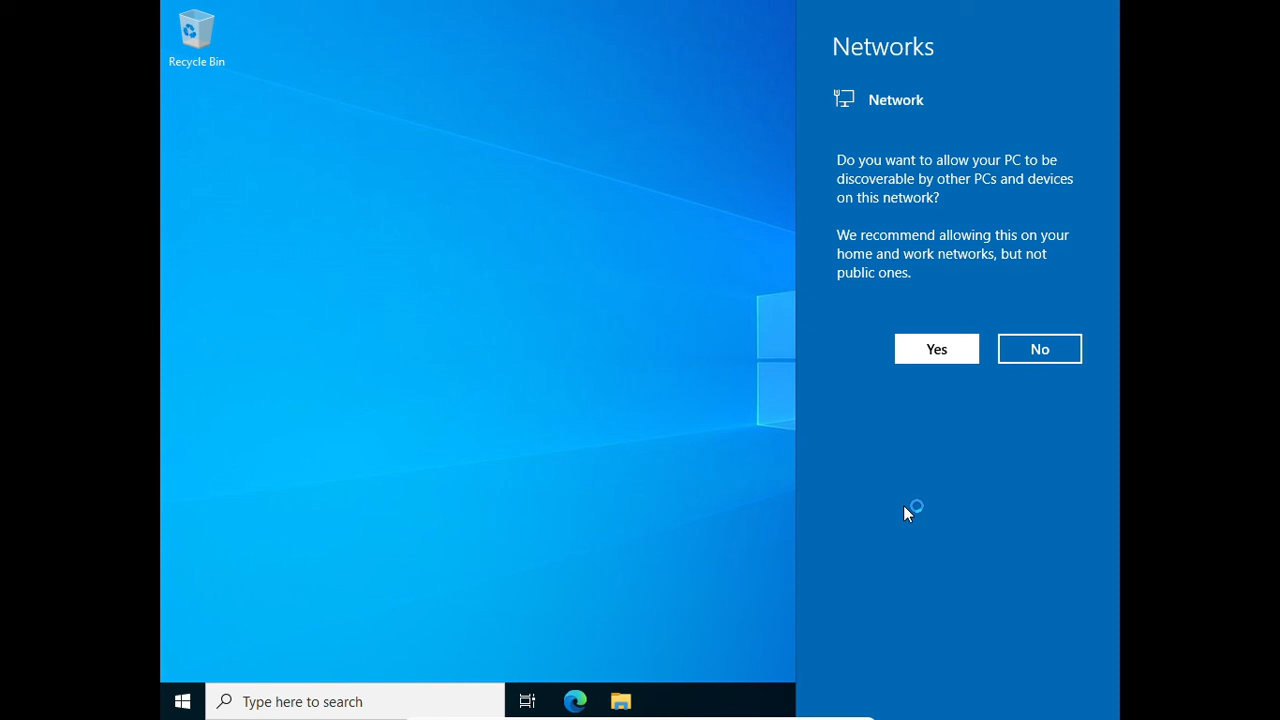 Recycle Bin
Networks
Network
Do you want to allow your PC to be
discoverable by other PCs and devices
on this network?
We recommend allowing this on your
home and work networks, but not
public ones.
Yes
No
Type here to search